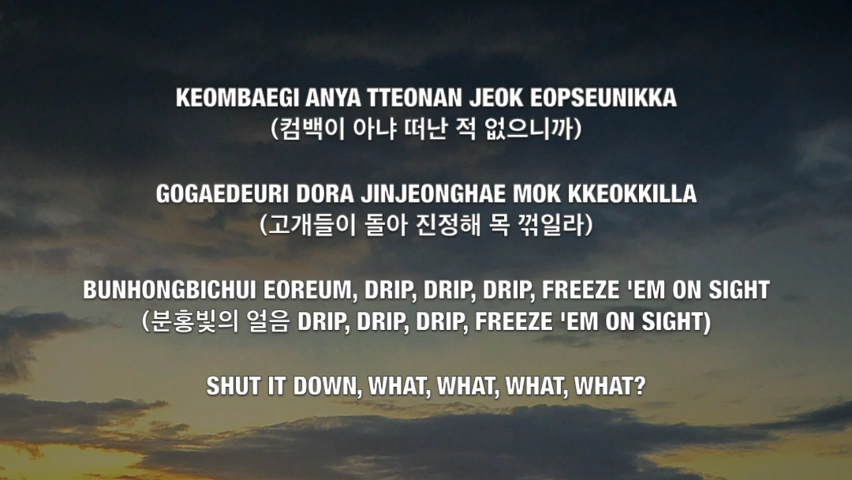 KEOMBAEGI ANYA TTEONAN JEOK EOPSEUNIKKA
(컴백이 아냐 떠난 적 없으니까)
GOGAEDEURI DORA JINJEONGHAE MOK KKEOKKILLA
(고개들이 돌아 진정해 목 꺾일라)
BUNHONGBICHUI EOREUM, DRIP, DRIP, DRIP, FREEZE 'EM ON SIGHT
(분홍빛의 얼음 DRIP, DRIP, DRIP, FREEZE 'EM ON SIGHT)
SHUT IT DOWN, WHAT, WHAT, WHAT, WHAT?